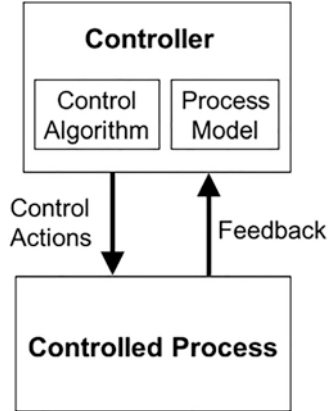 Controller
Control
Algorithm
Process
Model
Control
Actions
Feedback
Controlled Process